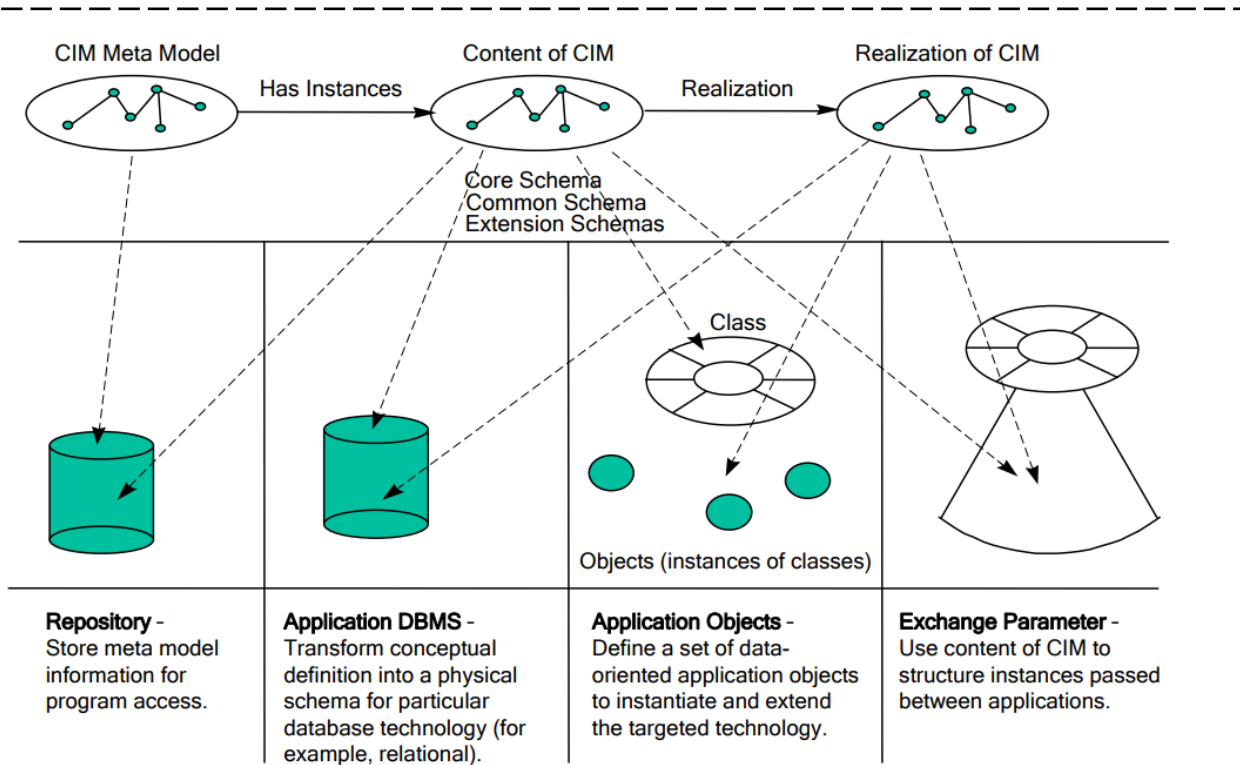 CIM Meta Model
Content of CIM
Realization of CIM
Has Instances
Realization
Core Schema
Common Schema
Extension Schemas
Class
Objects (instances of classes)
Repository -
Store meta model
information for
program access.
Application DBMS -
Transform conceptual
definition into a physical
schema for particular
database technology (for
example, relational).
Application Objects -
Define a set of data-
oriented application objects
to instantiate and extend
the targeted technology.
Exchange Parameter -
Use content of CIM to
structure instances passed
between applications.